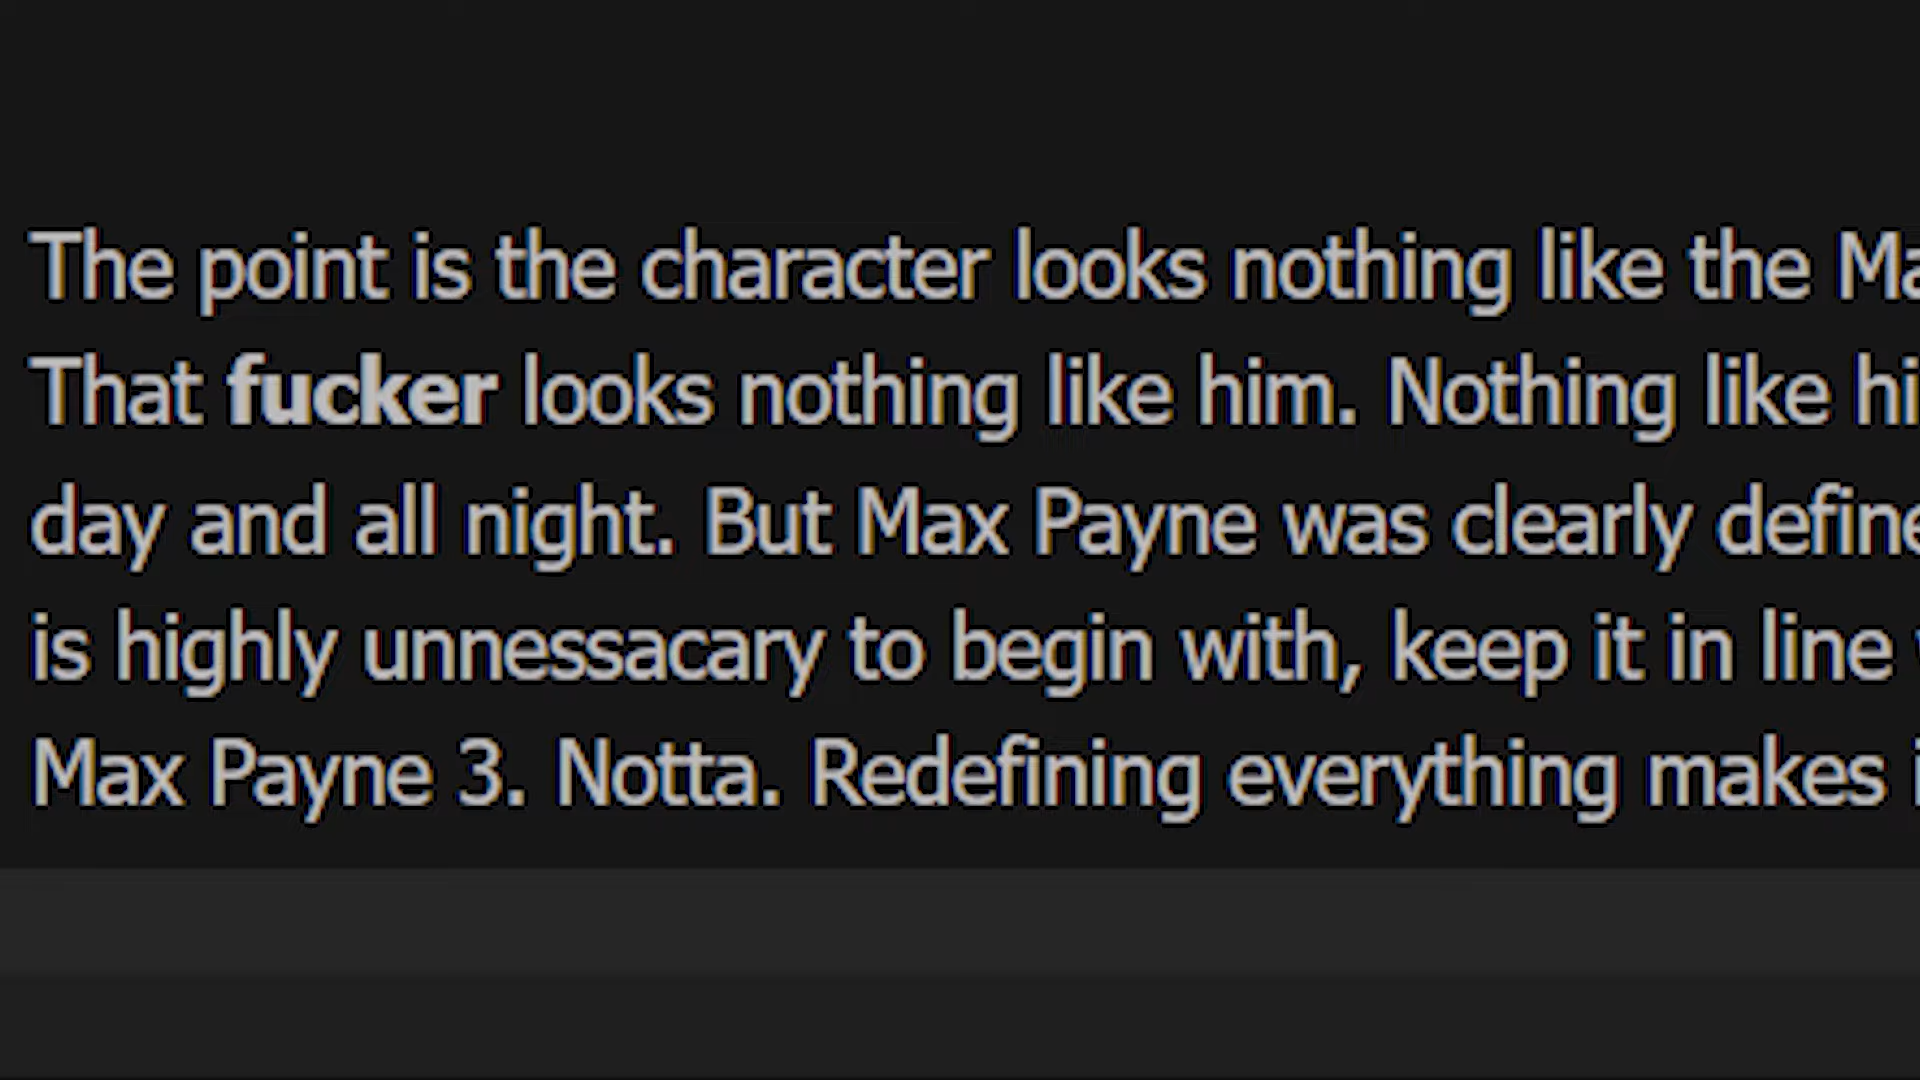 The point is the character looks nothing like the Ma
That fucker looks nothing like him. Nothing like hi
day and all night. But Max Payne was clearly define
is highly unnessacary to begin with, keep it in line
Max Payne 3. Notta. Redefining everything makes i